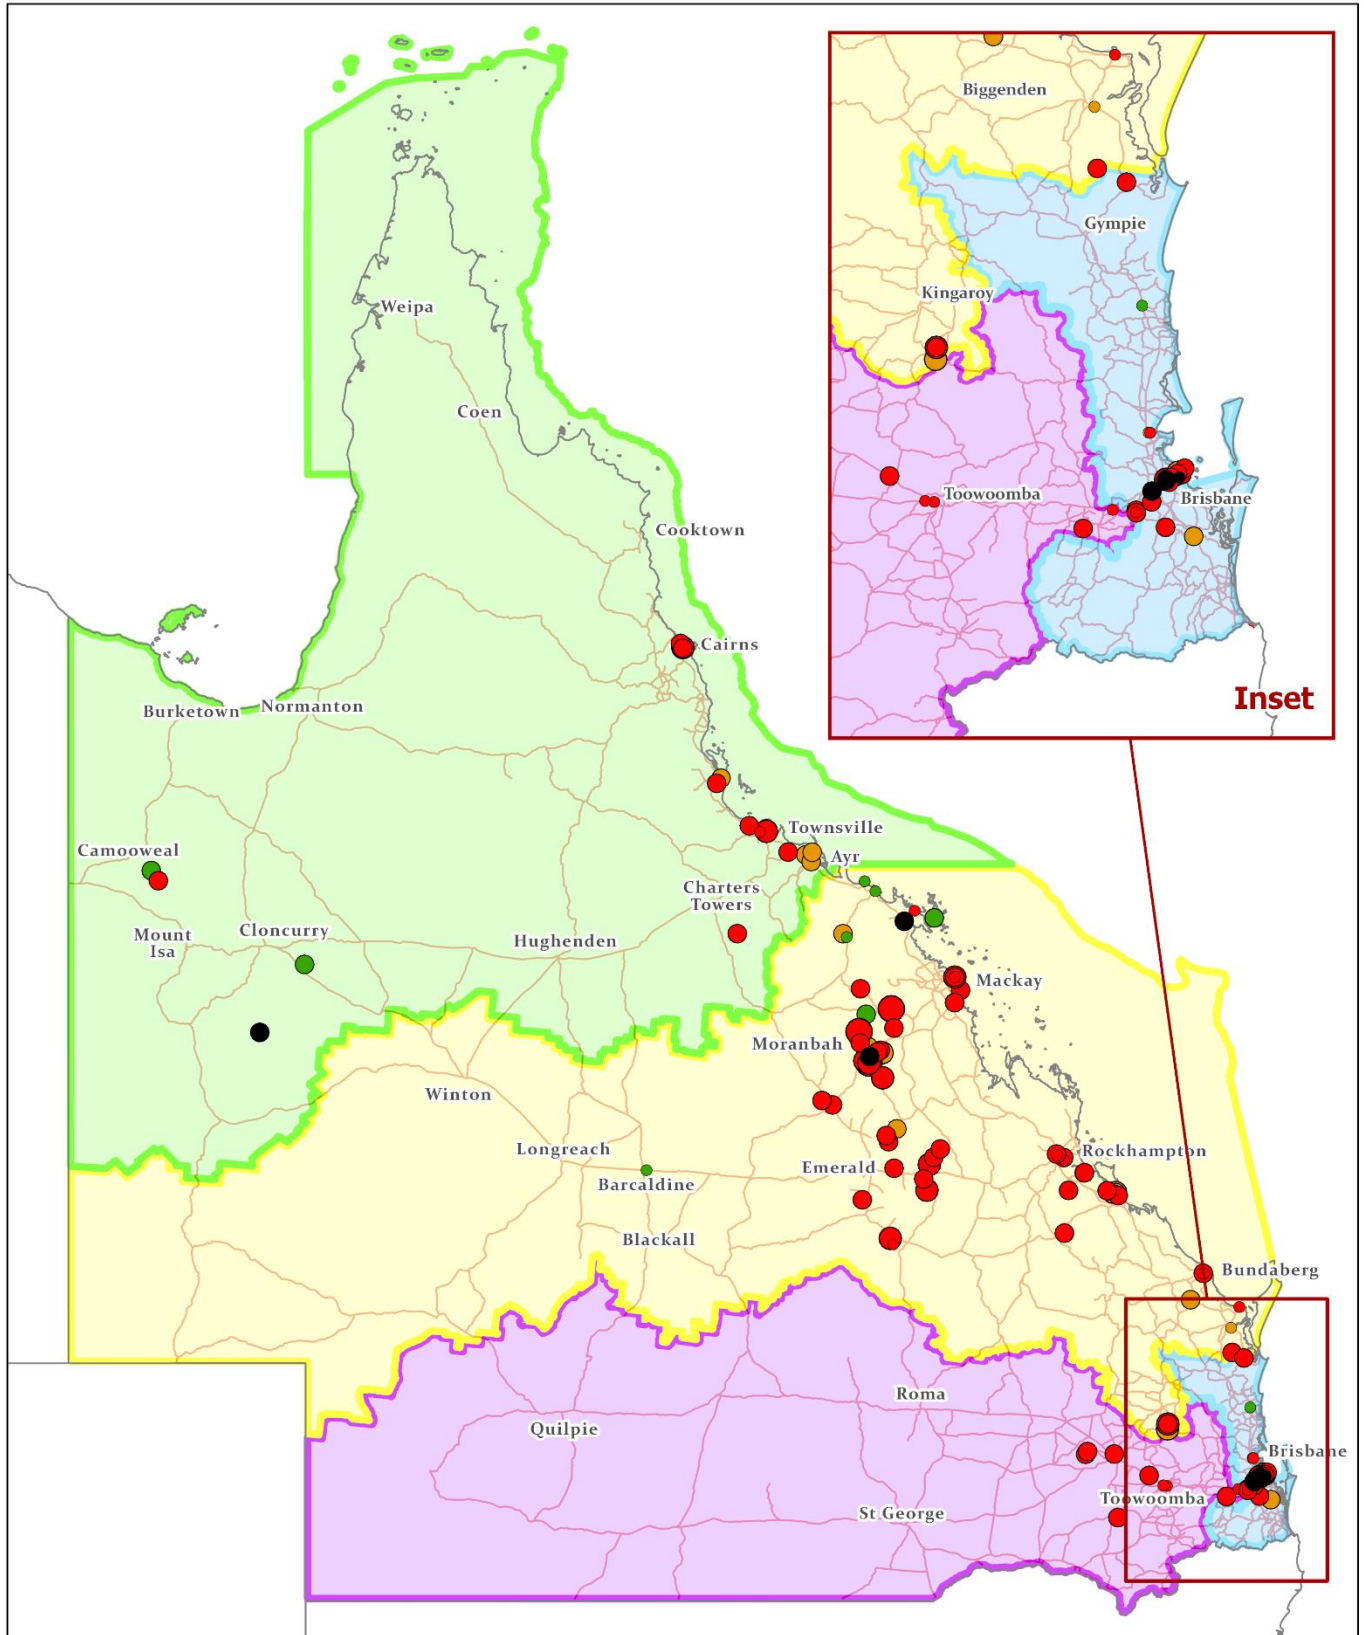 Biggenden
Gympie
Kingaroy
Toowoomba
Brisbane
Inset
Weipa
Coen
Cooktown
Cairns
Burketown
Normanton
Townsville
Camooweal
Ayr
Charters
Towers
Mount
Isa
Cloncurry
Hughenden
Mackay
Moranbah
Winton
Longreach
Rockhampton
Emerald
Barcaldine
Blackall
Bundaberg
Roma
Quilpie
Brisbane
Toowoomba
St George